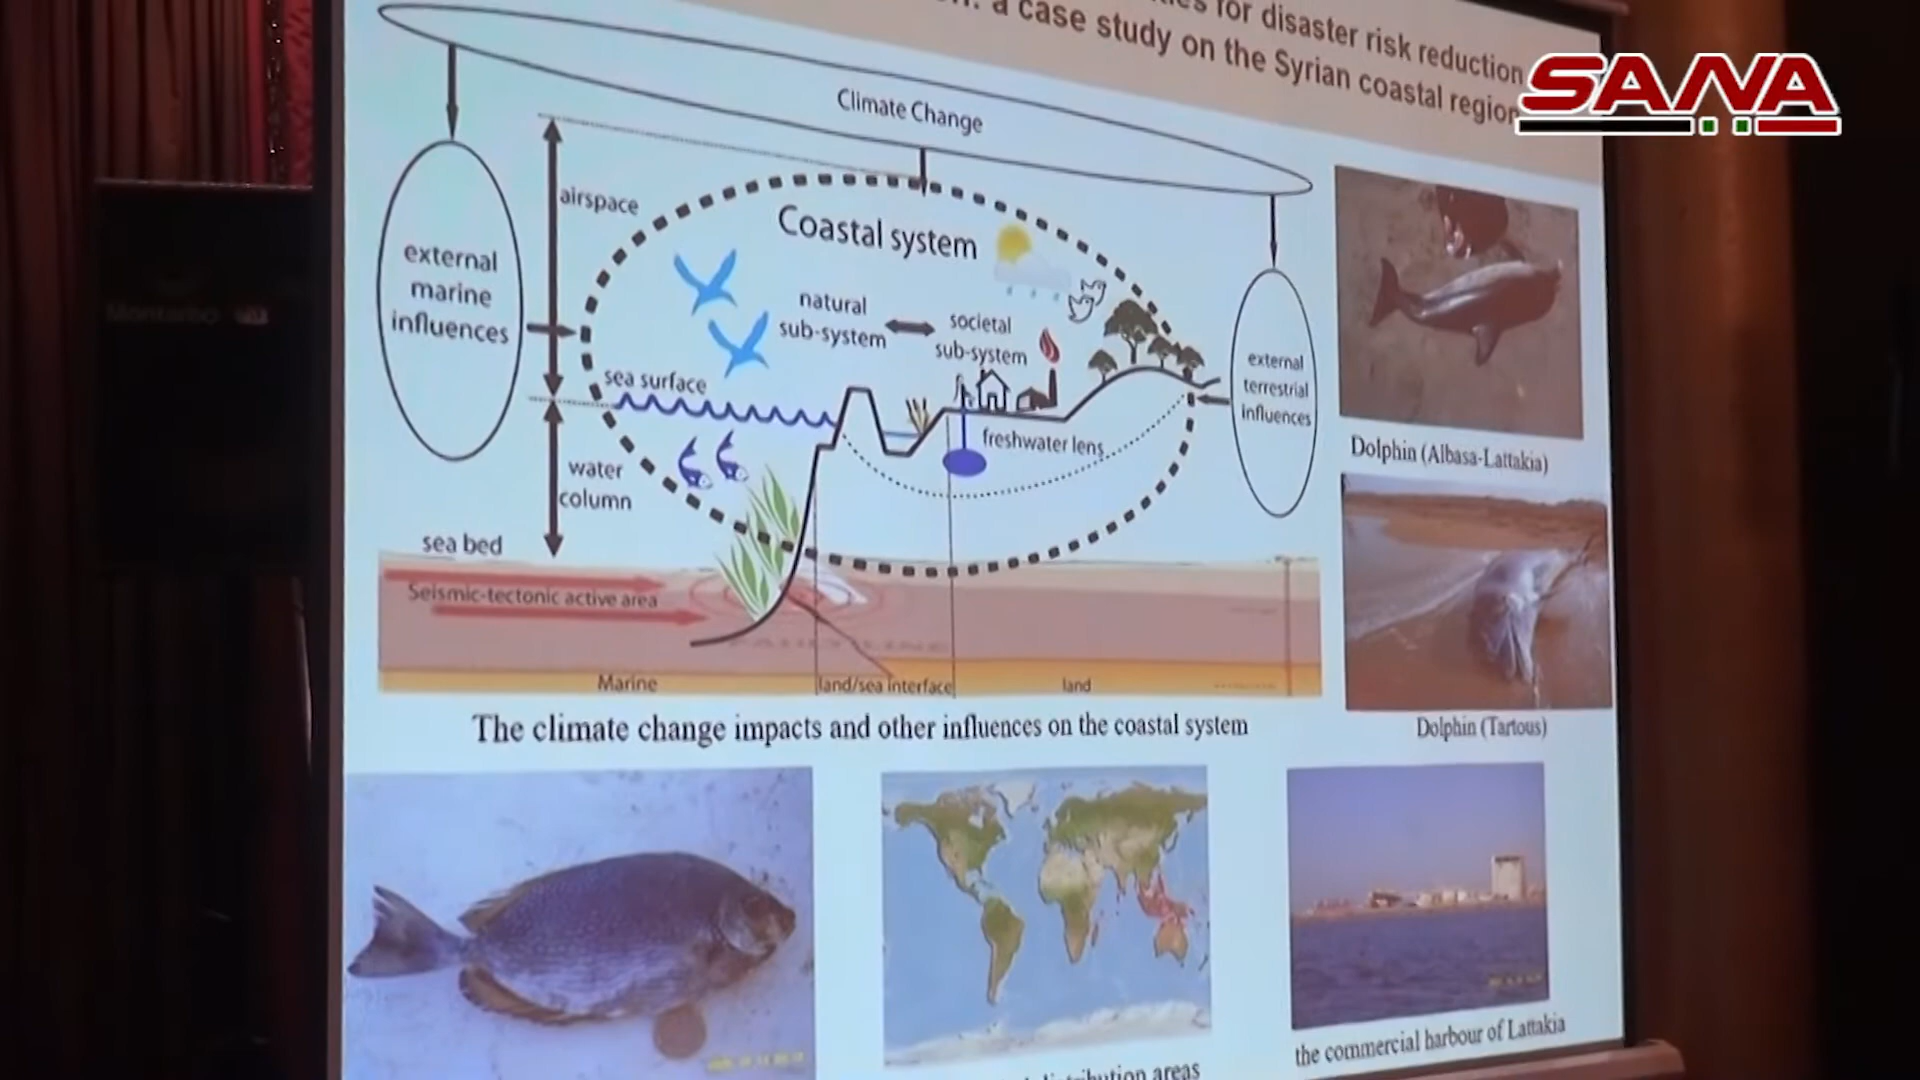 for disaster risk reduction
a case study on the Syrian coastal region
SANA
Climate Change
airspace
Coastal system
external
marine
influences
natural
sub-system
societal
sub-system
external
terrestrial
influences
sea surface
freshwater lens
water
column
sea bed
Seismic-tectonic active area
Marine
land/sea interface
land
The climate change impacts and other influences on the coastal system
Dolphin (Albasa-Lattakia)
Dolphin (Tartous)
areas
the commercial harbour of Lattakia